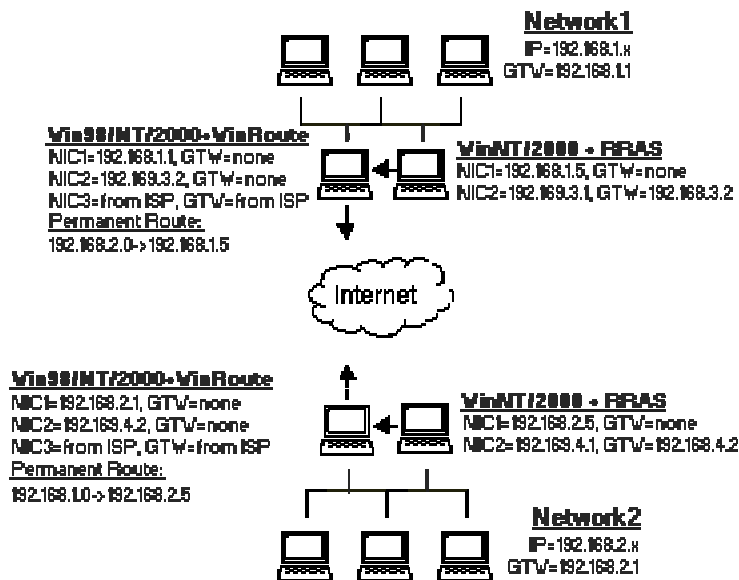 Network1
IP=192.168.1.x
GTW=192.168.1.1
Win98/NT/2000+WinRoute
NIC1=192.168.1.1, GTW=none
NIC2=192.169.3.2, GTW=none
NIC3=from ISP, GTW=from ISP
Permanent Route:
192.168.2.0->192.168.1.5
WinNT/2000 + RRAS
NIC1=192.168.1.5, GTW=none
NIC2=192.169.3.1, GTW=192.168.3.2
Internet
Win98/NT/2000+WinRoute
NIC1=192.168.2.1, GTW=none
NIC2=192.169.4.2, GTW=none
NIC3=from ISP, GTW=from ISP
Permanent Route:
192.168.1.0->192.168.2.5
WinNT/2000 + RRAS
NIC1=192.168.2.5, GTW=none
NIC2=192.169.4.1, GTW=192.168.4.2
Network2
IP=192.168.2.x
GTW=192.168.2.1